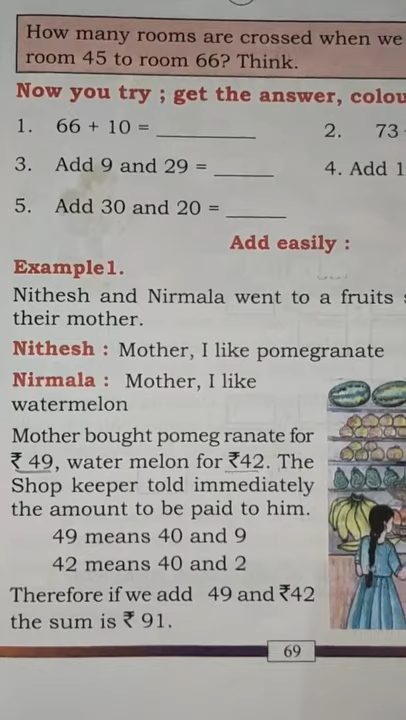 How many rooms are crossed when we
room 45 to room 66? Think.
Now you try ; get the answer, colou
1. 66 + 10 = ________ 2. 73
3. Add 9 and 29 = _____ 4. Add 1
5. Add 30 and 20 = _____
Add easily :
Example1.
Nithesh and Nirmala went to a fruits
their mother.
Nithesh : Mother, I like pomegranate
Nirmala : Mother, I like
watermelon
Mother bought pomeg ranate for
₹ 49, water melon for ₹42. The
Shop keeper told immediately
the amount to be paid to him.
49 means 40 and 9
42 means 40 and 2
Therefore if we add 49 and ₹42
the sum is ₹ 91.
69